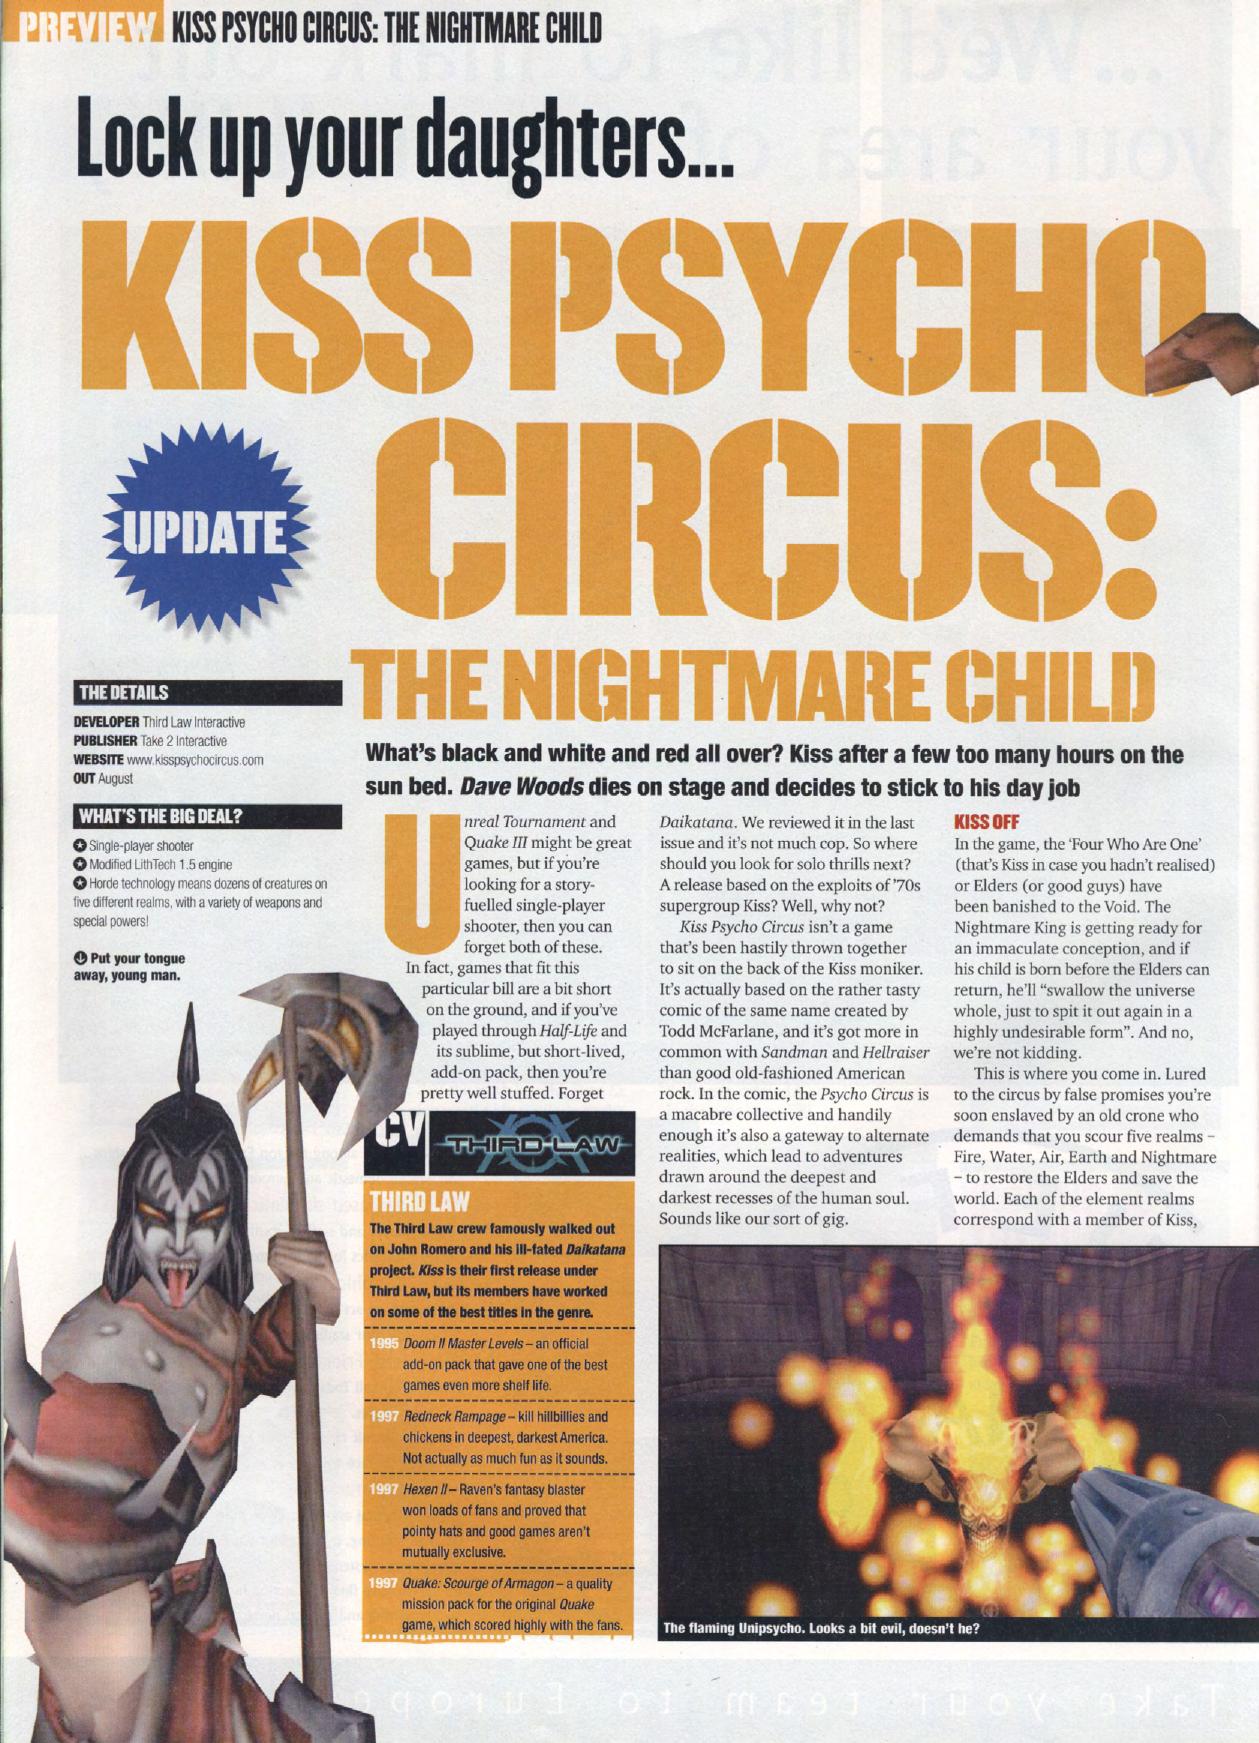 PREVIEW KISS PSYCHO CIRCUS: THE NIGHTMARE CHILD
Lock up your daughters...
KISS PSYCHO
CIRCUS:
THE NIGHTMARE CHILD
UPDATE
THE DETAILS
DEVELOPER Third Law Interactive
PUBLISHER Take 2 Interactive
WEBSITE www.kisspsychocircus.com
OUT August
WHAT'S THE BIG DEAL?
Single-player shooter
Modified LithTech 1.5 engine
Horde technology means dozens of creatures on
five different realms, with a variety of weapons and
special powers!
Put your tongue
away, young man.
What's black and white and red all over? Kiss after a few too many hours on the
sun bed. Dave Woods dies on stage and decides to stick to his day job
Unreal Tournament and
Quake III might be great
games, but if you're
looking for a story-
fuelled single-player
shooter, then you can
forget both of these.
In fact, games that fit this
particular bill are a bit short
on the ground, and if you've
played through Half-Life and
its sublime, but short-lived,
add-on pack, then you're
pretty well stuffed. Forget
CV
THIRD LAW
THIRD LAW
The Third Law crew famously walked out
on John Romero and his ill-fated Daikatana
project. Kiss is their first release under
Third Law, but its members have worked
on some of the best titles in the genre.
1995 Doom II Master Levels – an official
add-on pack that gave one of the best
games even more shelf life.
1997 Redneck Rampage – kill hillbillies and
chickens in deepest, darkest America.
Not actually as much fun as it sounds.
1997 Hexen II – Raven's fantasy blaster
won loads of fans and proved that
pointy hats and good games aren't
mutually exclusive.
1997 Quake: Scourge of Armagon – a quality
mission pack for the original Quake
game, which scored highly with the fans.
Daikatana. We reviewed it in the last
issue and it's not much cop. So where
should you look for solo thrills next?
A release based on the exploits of '70s
supergroup Kiss? Well, why not?
Kiss Psycho Circus isn't a game
that's been hastily thrown together
to sit on the back of the Kiss moniker.
It's actually based on the rather tasty
comic of the same name created by
Todd McFarlane, and it's got more in
common with Sandman and Hellraiser
than good old-fashioned American
rock. In the comic, the Psycho Circus is
a macabre collective and handily
enough it's also a gateway to alternate
realities, which lead to adventures
drawn around the deepest and
darkest recesses of the human soul.
Sounds like our sort of gig.
KISS OFF
In the game, the 'Four Who Are One'
(that's Kiss in case you hadn't realised)
or Elders (or good guys) have
been banished to the Void. The
Nightmare King is getting ready for
an immaculate conception, and if
his child is born before the Elders can
return, he'll "swallow the universe
whole, just to spit it out again in a
highly undesirable form". And no,
we're not kidding.
This is where you come in. Lured
to the circus by false promises you're
soon enslaved by an old crone who
demands that you scour five realms –
Fire, Water, Air, Earth and Nightmare
– to restore the Elders and save the
world. Each of the element realms
correspond with a member of Kiss,
The flaming Unipsycho. Looks a bit evil, doesn't he?